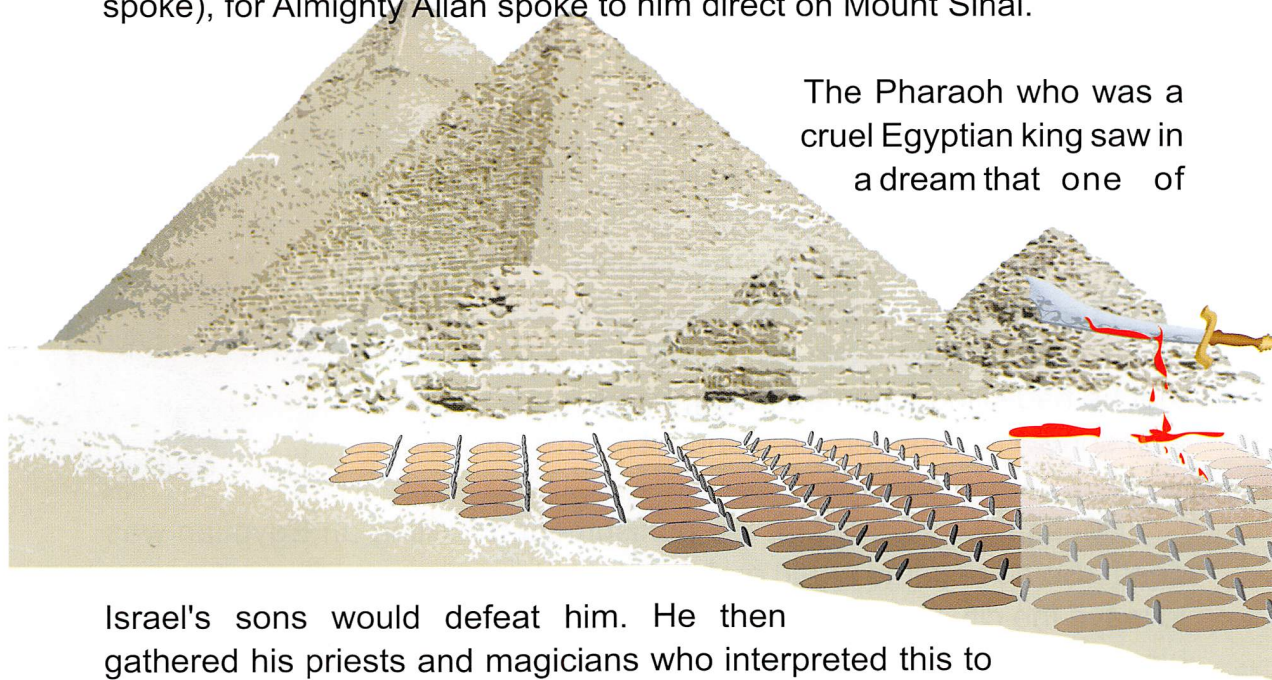 spoke), for Almighty Allah spoke to him direct on Mount Sinai.
The Pharaoh who was a
cruel Egyptian king saw in
a dream that one of
Israel's sons would defeat him. He then
gathered his priests and magicians who interpreted this to